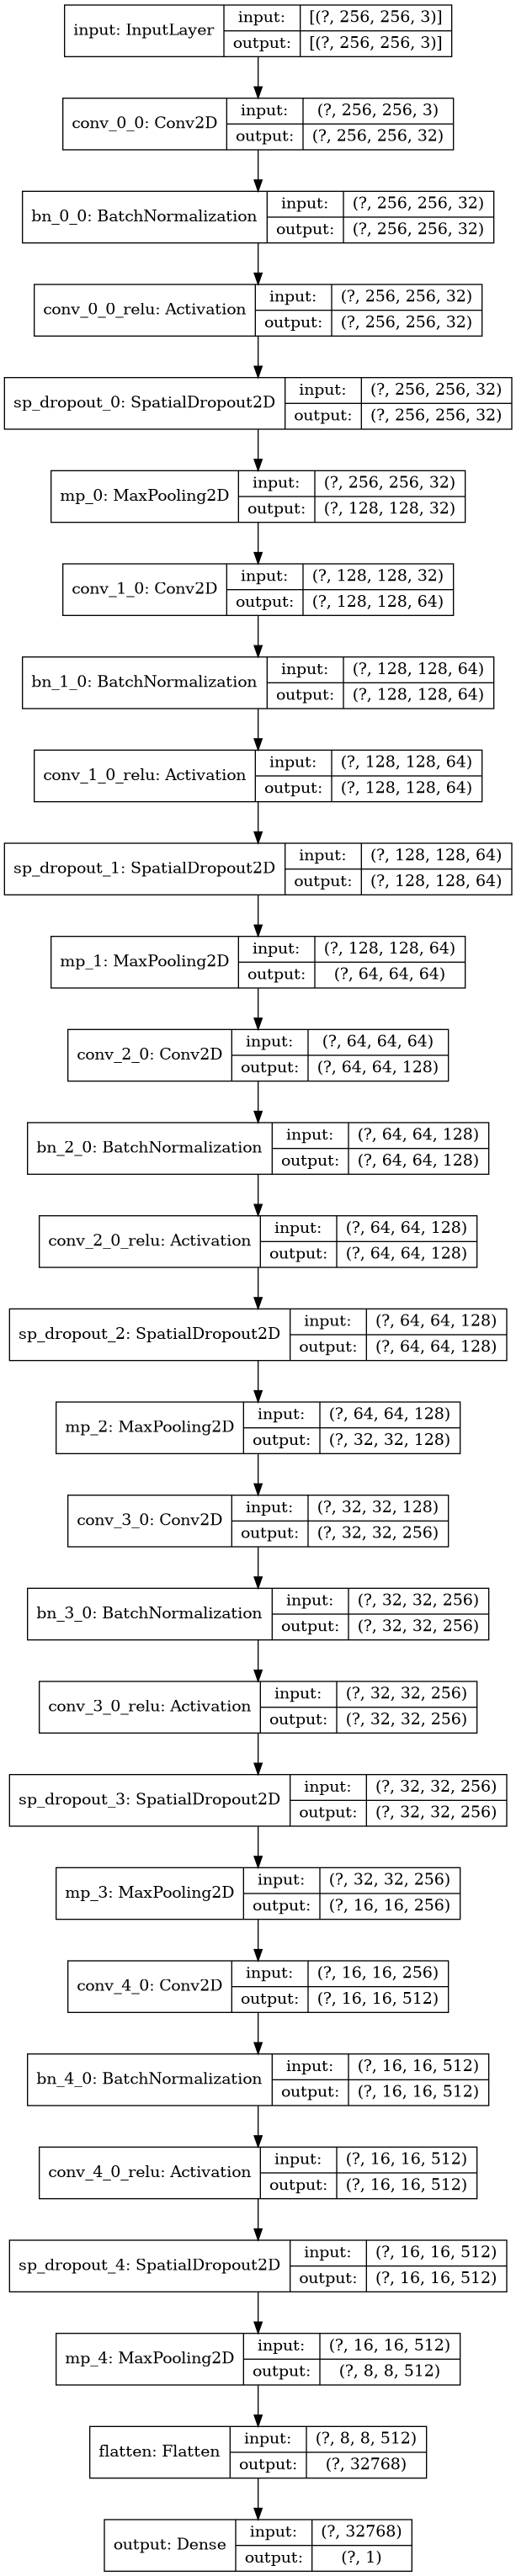 input: InputLayer
input: [(?, 256, 256, 3)]
output: [(?, 256, 256, 3)]
conv_0_0: Conv2D
input: (?, 256, 256, 3)
output: (?, 256, 256, 32)
bn_0_0: BatchNormalization
input: (?, 256, 256, 32)
output: (?, 256, 256, 32)
conv_0_0_relu: Activation
input: (?, 256, 256, 32)
output: (?, 256, 256, 32)
sp_dropout_0: SpatialDropout2D
input: (?, 256, 256, 32)
output: (?, 256, 256, 32)
mp_0: MaxPooling2D
input: (?, 256, 256, 32)
output: (?, 128, 128, 32)
conv_1_0: Conv2D
input: (?, 128, 128, 32)
output: (?, 128, 128, 64)
bn_1_0: BatchNormalization
input: (?, 128, 128, 64)
output: (?, 128, 128, 64)
conv_1_0_relu: Activation
input: (?, 128, 128, 64)
output: (?, 128, 128, 64)
sp_dropout_1: SpatialDropout2D
input: (?, 128, 128, 64)
output: (?, 128, 128, 64)
mp_1: MaxPooling2D
input: (?, 128, 128, 64)
output: (?, 64, 64, 64)
conv_2_0: Conv2D
input: (?, 64, 64, 64)
output: (?, 64, 64, 128)
bn_2_0: BatchNormalization
input: (?, 64, 64, 128)
output: (?, 64, 64, 128)
conv_2_0_relu: Activation
input: (?, 64, 64, 128)
output: (?, 64, 64, 128)
sp_dropout_2: SpatialDropout2D
input: (?, 64, 64, 128)
output: (?, 64, 64, 128)
mp_2: MaxPooling2D
input: (?, 64, 64, 128)
output: (?, 32, 32, 128)
conv_3_0: Conv2D
input: (?, 32, 32, 128)
output: (?, 32, 32, 256)
bn_3_0: BatchNormalization
input: (?, 32, 32, 256)
output: (?, 32, 32, 256)
conv_3_0_relu: Activation
input: (?, 32, 32, 256)
output: (?, 32, 32, 256)
sp_dropout_3: SpatialDropout2D
input: (?, 32, 32, 256)
output: (?, 32, 32, 256)
mp_3: MaxPooling2D
input: (?, 32, 32, 256)
output: (?, 16, 16, 256)
conv_4_0: Conv2D
input: (?, 16, 16, 256)
output: (?, 16, 16, 512)
bn_4_0: BatchNormalization
input: (?, 16, 16, 512)
output: (?, 16, 16, 512)
conv_4_0_relu: Activation
input: (?, 16, 16, 512)
output: (?, 16, 16, 512)
sp_dropout_4: SpatialDropout2D
input: (?, 16, 16, 512)
output: (?, 16, 16, 512)
mp_4: MaxPooling2D
input: (?, 16, 16, 512)
output: (?, 8, 8, 512)
flatten: Flatten
input: (?, 8, 8, 512)
output: (?, 32768)
output: Dense
input: (?, 32768)
output: (?, 1)